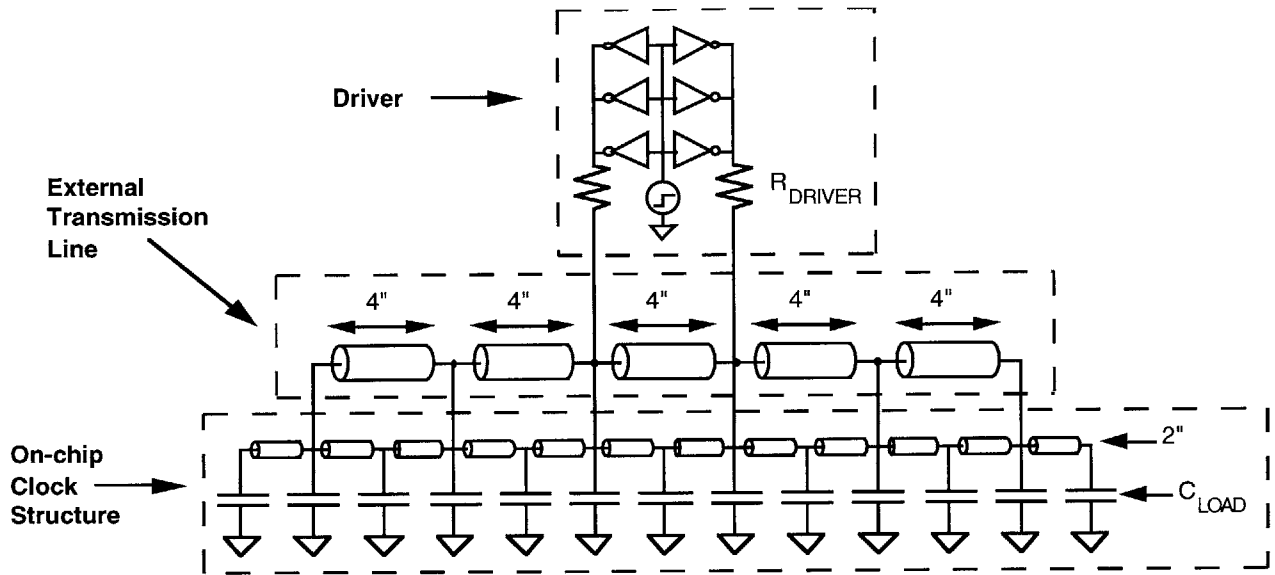 Driver
R_DRIVER
External
Transmission
Line
4" 4" 4" 4" 4"
On-chip
Clock
Structure
2"
C_LOAD